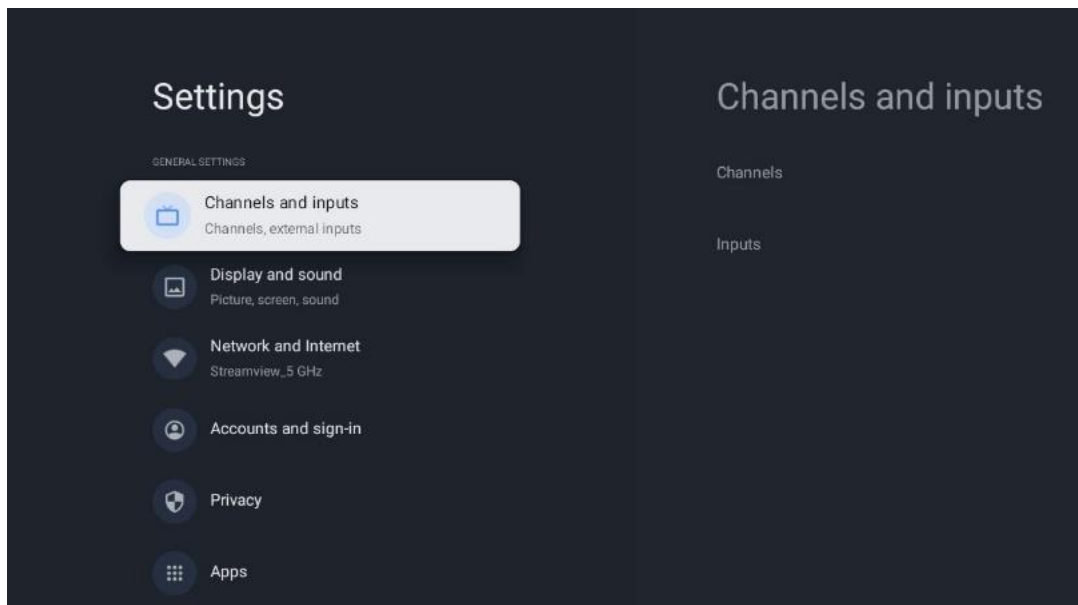 Settings
GENERAL SETTINGS
Channels and inputs
Channels, external inputs
Display and sound
Picture, screen, sound
Network and Internet
Streamview_5 GHz
Accounts and sign-in
Privacy
Apps
Channels and inputs
Channels
Inputs